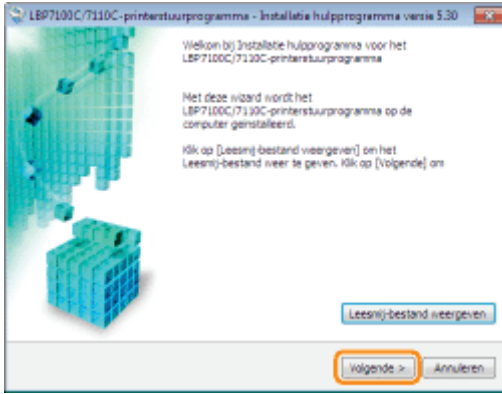 LBP7100C/7110C-printerstuurprogramma - Installatie hulpprogramma versie 5.30
Welkom bij Installatie hulpprogramma voor het
LBP7100C/7110C-printerstuurprogramma
Met deze wizard wordt het
LBP7100C/7110C-printerstuurprogramma op de
computer geïnstalleerd.
Klik op [Leesmij-bestand weergeven] om het
Leesmij-bestand weer te geven. Klik op [Volgende] om
Leesmij-bestand weergeven
Volgende >
Annuleren